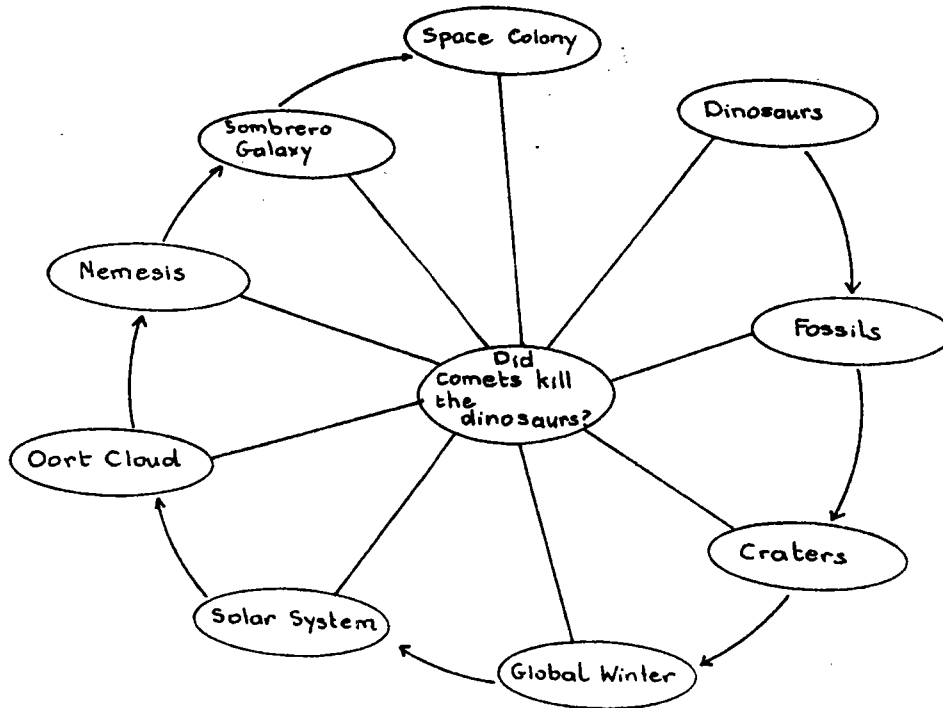 Space Colony
Dinosaurs
Sombrero
Galaxy
Nemesis
Fossils
Did
comets kill
the
dinosaurs?
Oort Cloud
Craters
Solar System
Global Winter